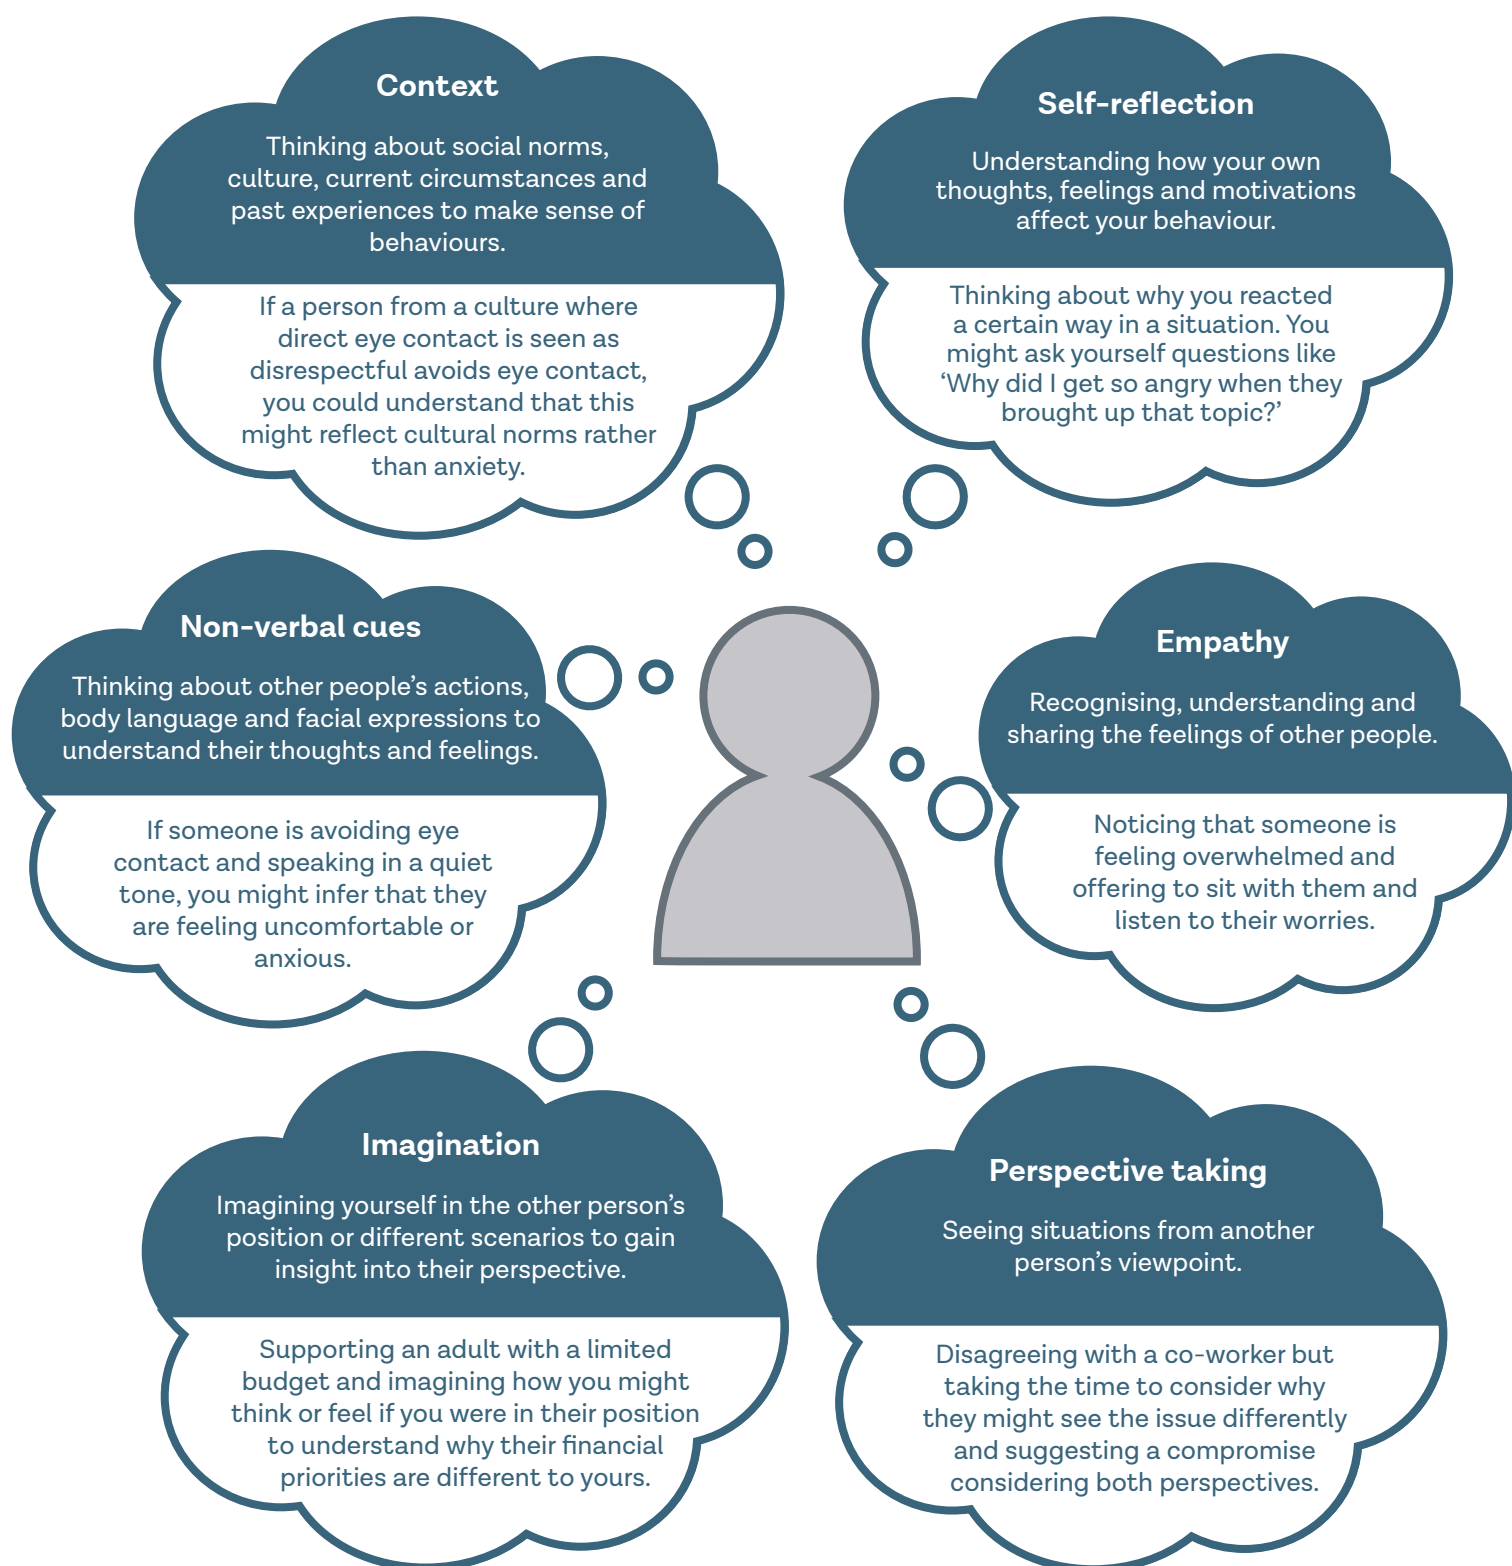 Context
Thinking about social norms,
culture, current circumstances and
past experiences to make sense of
behaviours.
If a person from a culture where
direct eye contact is seen as
disrespectful avoids eye contact,
you could understand that this
might reflect cultural norms rather
than anxiety.
Self-reflection
Understanding how your own
thoughts, feelings and motivations
affect your behaviour.
Thinking about why you reacted
a certain way in a situation. You
might ask yourself questions like
‘Why did I get so angry when they
brought up that topic?’
Non-verbal cues
Thinking about other people’s actions,
body language and facial expressions to
understand their thoughts and feelings.
If someone is avoiding eye
contact and speaking in a quiet
tone, you might infer that they
are feeling uncomfortable or
anxious.
Empathy
Recognising, understanding and
sharing the feelings of other people.
Noticing that someone is
feeling overwhelmed and
offering to sit with them and
listen to their worries.
Imagination
Imagining yourself in the other person’s
position or different scenarios to gain
insight into their perspective.
Supporting an adult with a limited
budget and imagining how you might
think or feel if you were in their position
to understand why their financial
priorities are different to yours.
Perspective taking
Seeing situations from another
person’s viewpoint.
Disagreeing with a co-worker but
taking the time to consider why
they might see the issue differently
and suggesting a compromise
considering both perspectives.